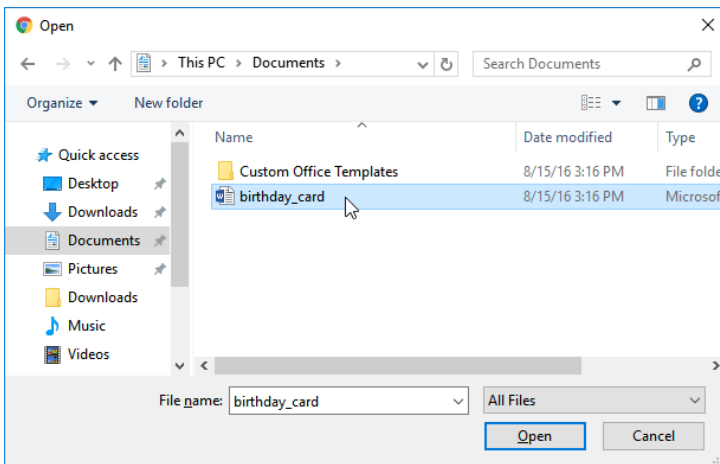 Open
This PC > Documents >
Search Documents
Organize
New folder
Name
Date modified
Type
Quick access
Desktop
Downloads
Documents
Pictures
Downloads
Music
Videos
Custom Office Templates 8/15/16 3:16 PM File folde
birthday_card 8/15/16 3:16 PM Microsof
File name: birthday_card
All Files
Open
Cancel